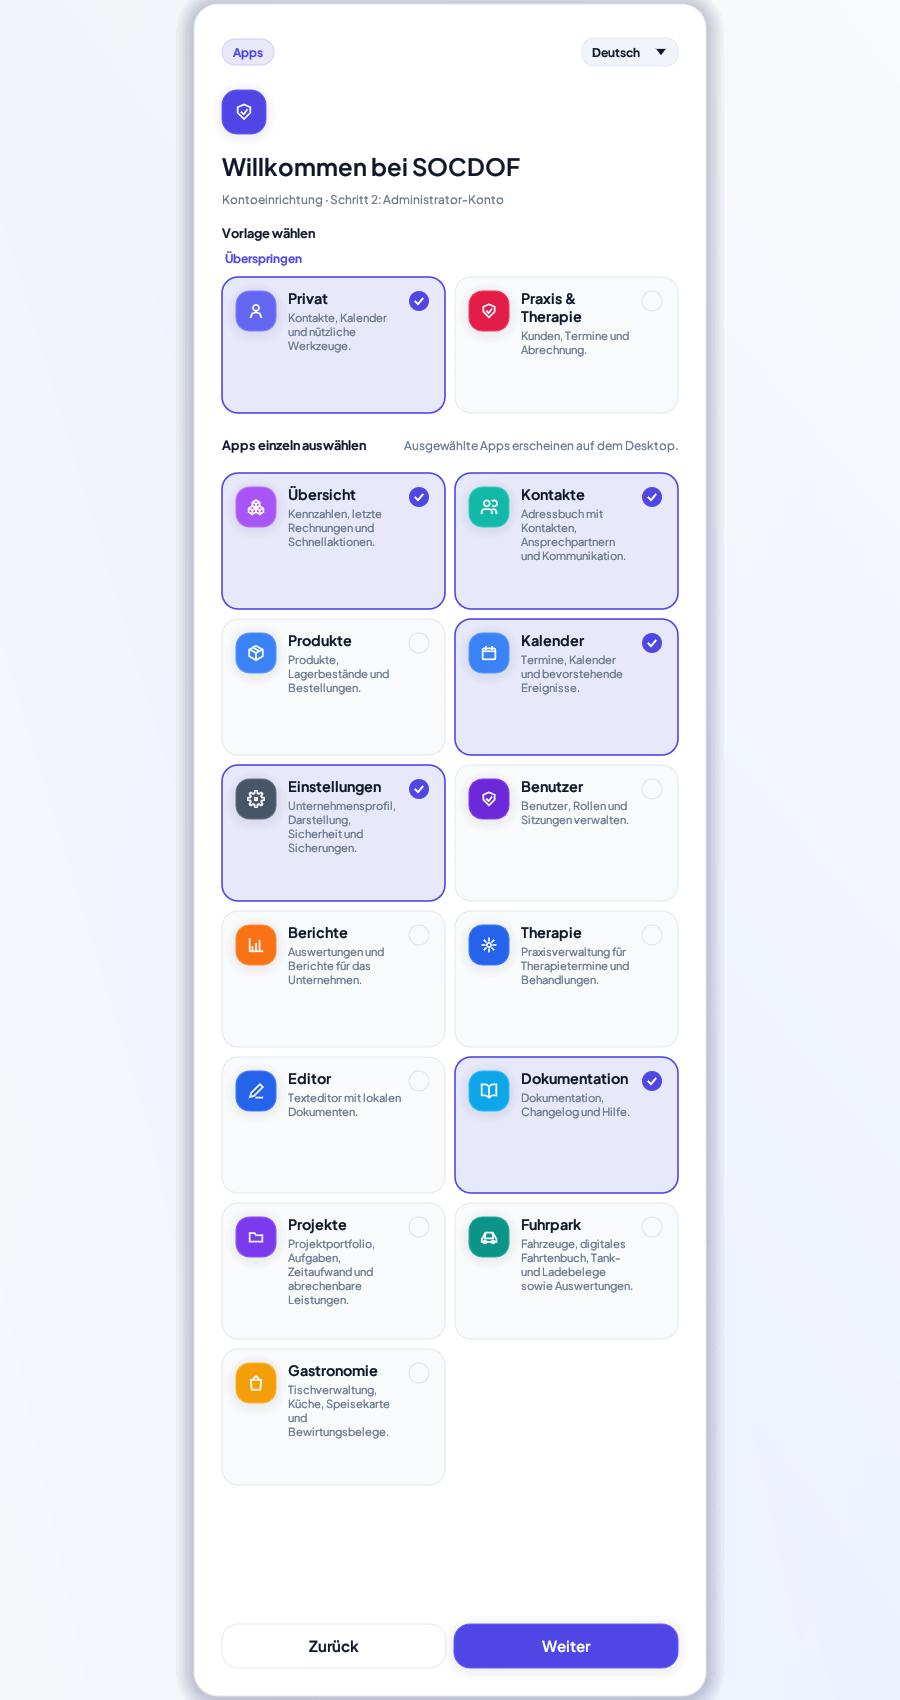 Apps
Deutsch
Willkommen bei SOCDOF
Kontoeinrichtung · Schritt 2: Administrator-Konto
Vorlage wählen
Überspringen
Privat
Kontakte, Kalender
und nützliche
Werkzeuge.
Praxis &
Therapie
Kunden, Termine und
Abrechnung.
Apps einzeln auswählen
Ausgewählte Apps erscheinen auf dem Desktop.
Übersicht
Kennzahlen, letzte
Rechnungen und
Schnellaktionen.
Kontakte
Adressbuch mit
Kontakten,
Ansprechpartnern
und Kommunikation.
Produkte
Produkte,
Lagerbestände und
Bestellungen.
Kalender
Termine, Kalender
und bevorstehende
Ereignisse.
Einstellungen
Unternehmensprofil,
Darstellung,
Sicherheit und
Sicherungen.
Benutzer
Benutzer, Rollen und
Sitzungen verwalten.
Berichte
Auswertungen und
Berichte für das
Unternehmen.
Therapie
Praxisverwaltung für
Therapietermine und
Behandlungen.
Editor
Texteditor mit lokalen
Dokumenten.
Dokumentation
Dokumentation,
Changelog und Hilfe.
Projekte
Projektportfolio,
Aufgaben,
Zeitaufwand und
abrechenbare
Leistungen.
Fuhrpark
Fahrzeuge, digitales
Fahrtenbuch, Tank-
und Ladebelege
sowie Auswertungen.
Gastronomie
Tischverwaltung,
Küche, Speisekarte
und
Bewirtungsbelege.
Zurück
Weiter